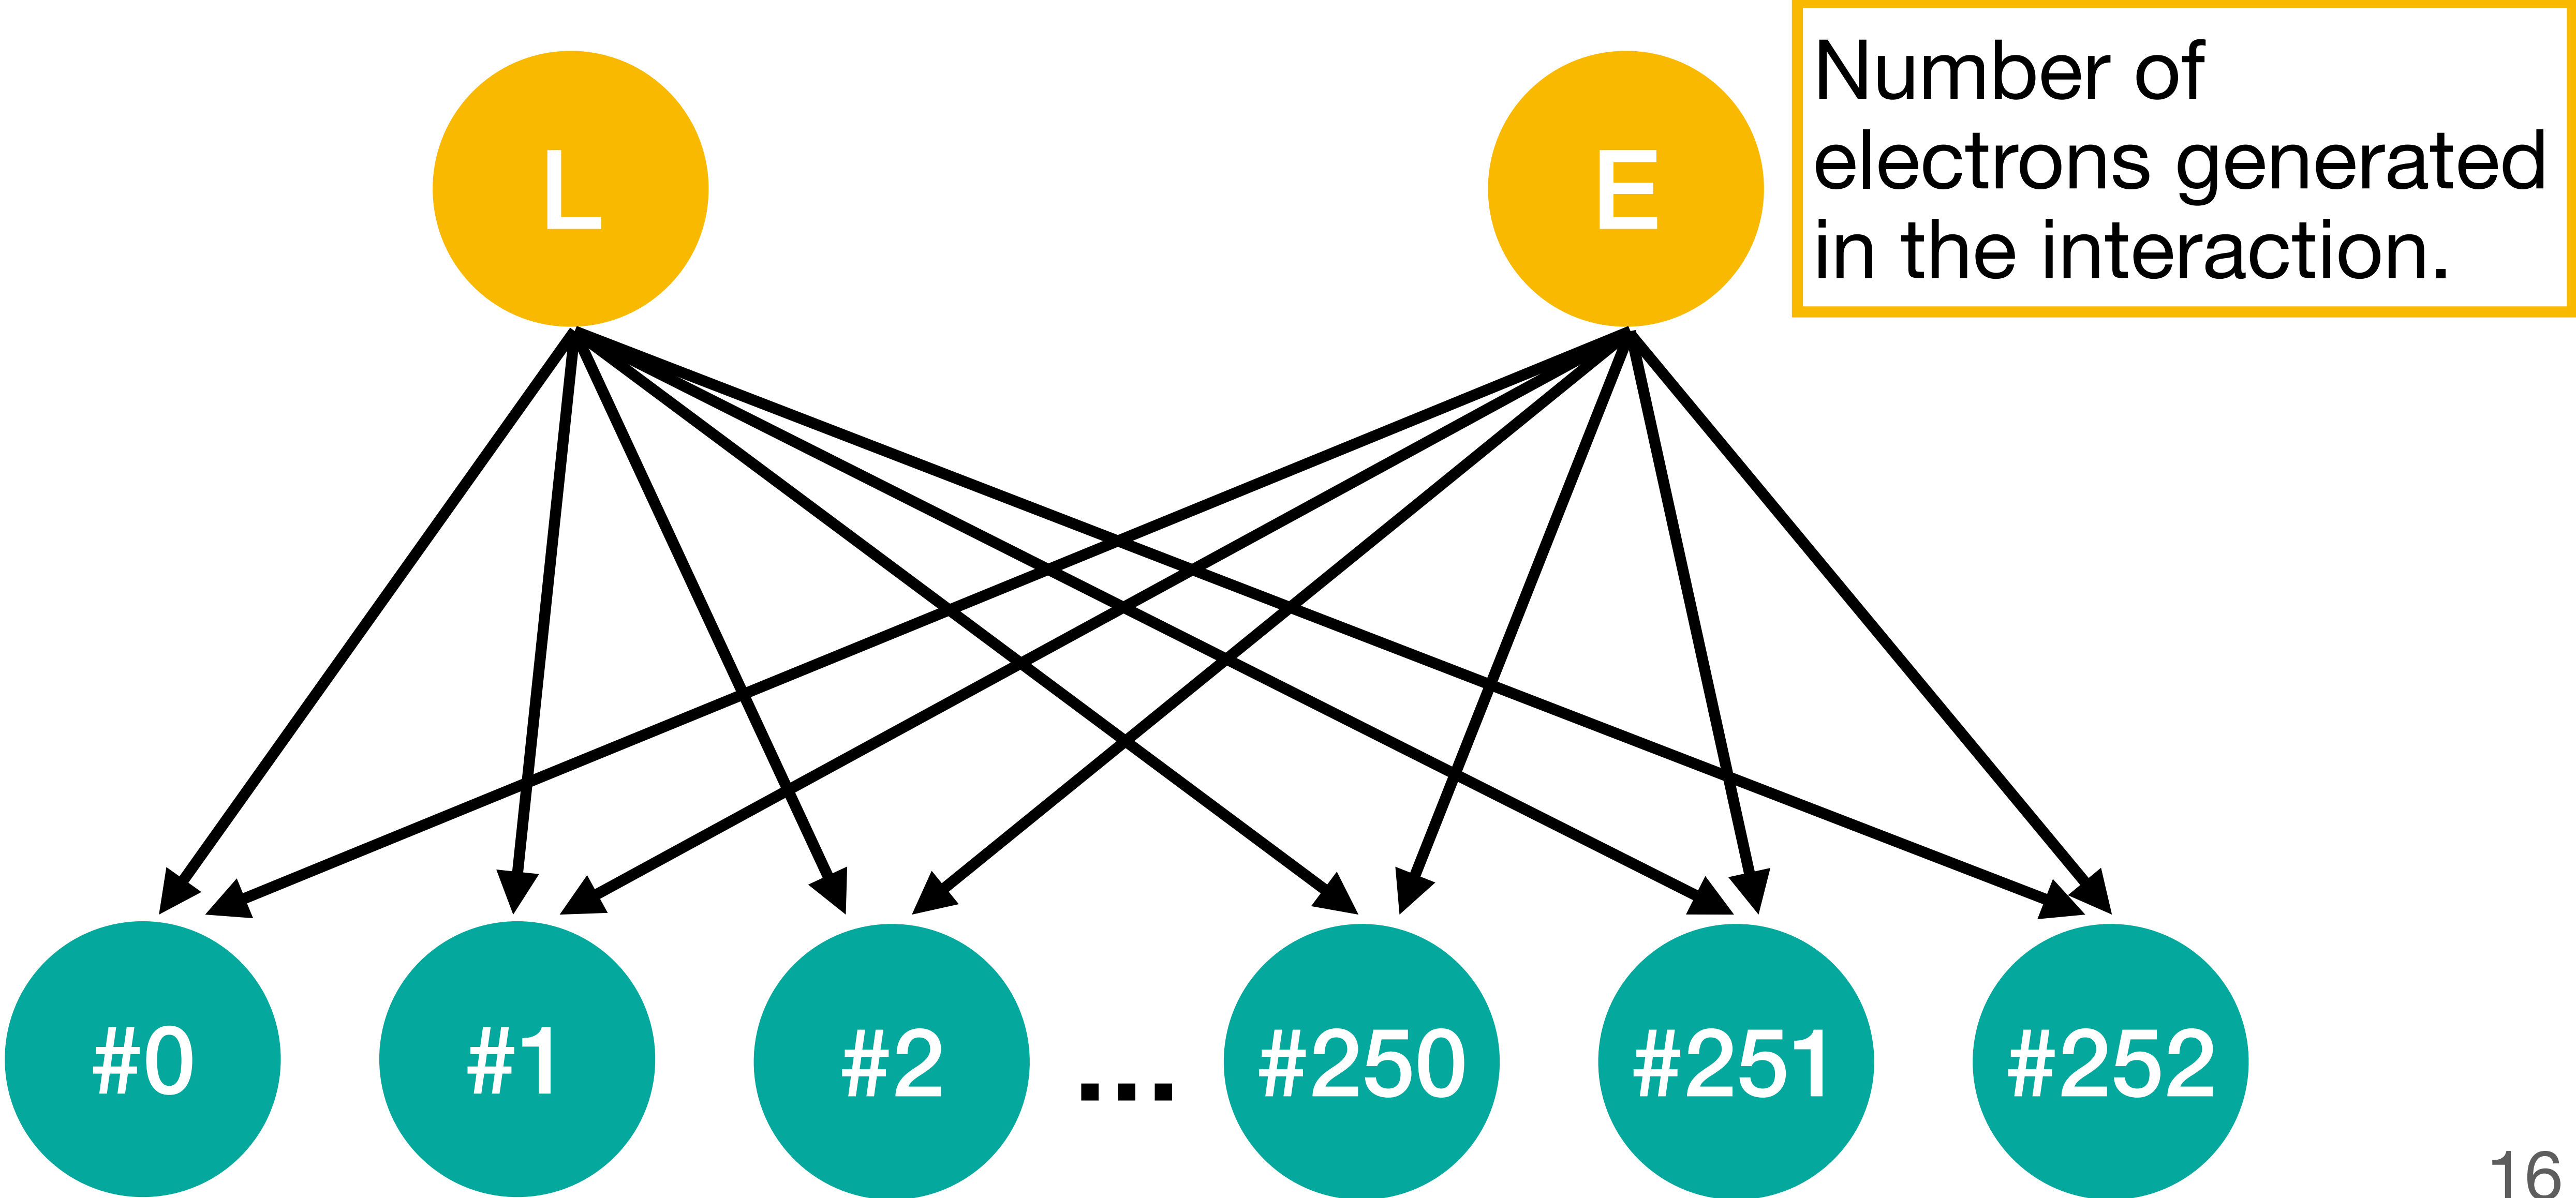 L
E
Number of
electrons generated
in the interaction.
#0
#1
#2
...
#250
#251
#252
16